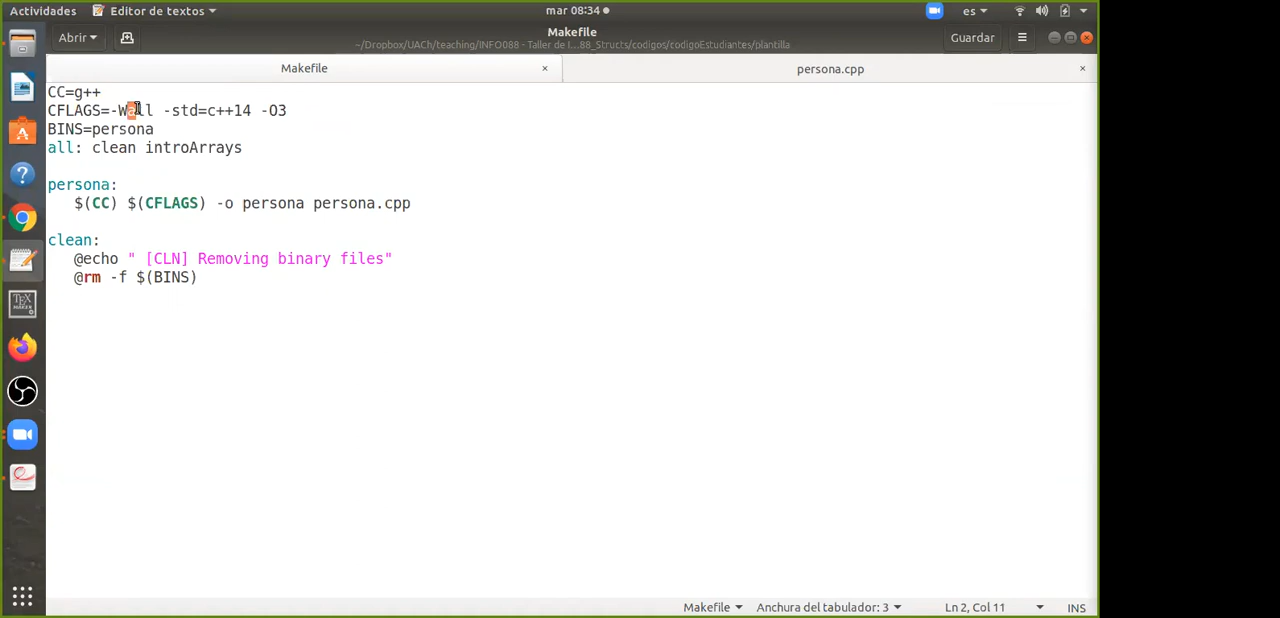 Actividades
Editor de textos
mar 08:34
es
Abrir
Makefile
~/Dropbox/UACh/teaching/INFO088 - Taller de I...88_Structs/codigos/codigoEstudiantes/plantilla
Guardar
Makefile
persona.cpp
CC=g++
CFLAGS=-Wall -std=c++14 -O3
BINS=persona
all: clean introArrays
persona:
$(CC) $(CFLAGS) -o persona persona.cpp
clean:
@echo " [CLN] Removing binary files"
@rm -f $(BINS)
TEX
MAKER
Makefile
Anchura del tabulador: 3
Ln 2, Col 11
INS